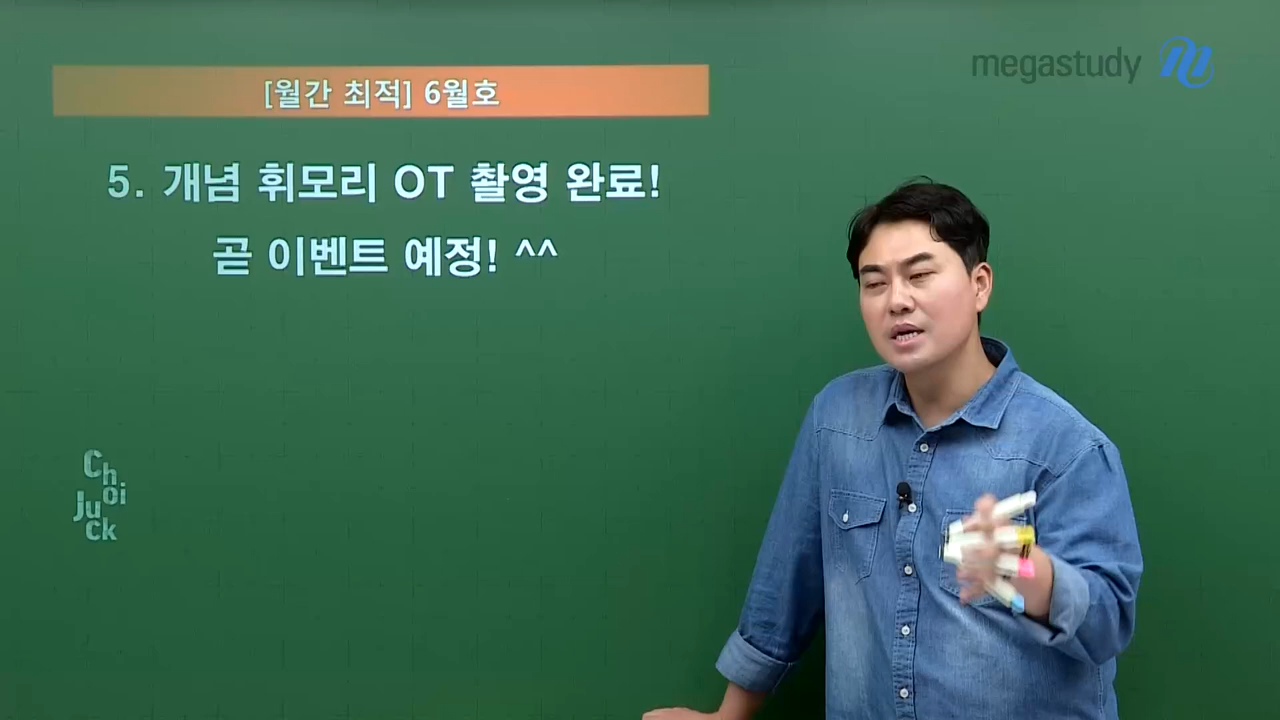 megastudy
[월간 최적] 6월호
5. 개념 휘모리 OT 촬영 완료!
곧 이벤트 예정! ^^
Ch
oi
Ju
ck